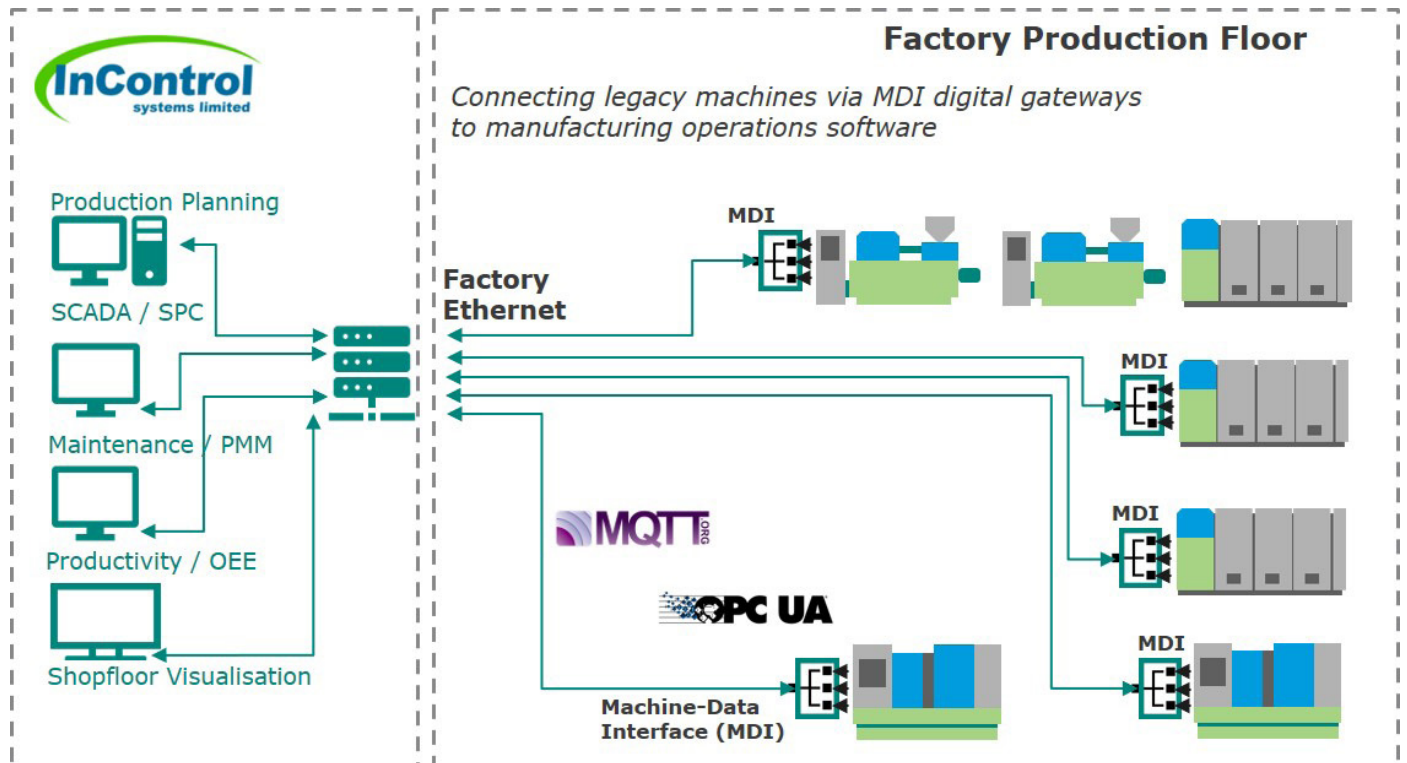 InControl
systems limited
Production Planning
SCADA / SPC
Maintenance / PMM
Productivity / OEE
Shopfloor Visualisation
Factory Production Floor
Connecting legacy machines via MDI digital gateways
to manufacturing operations software
Factory
Ethernet
MDI
MDI
MDI
MDI
MQTT
.ORG
OPC UA
Machine-Data
Interface (MDI)